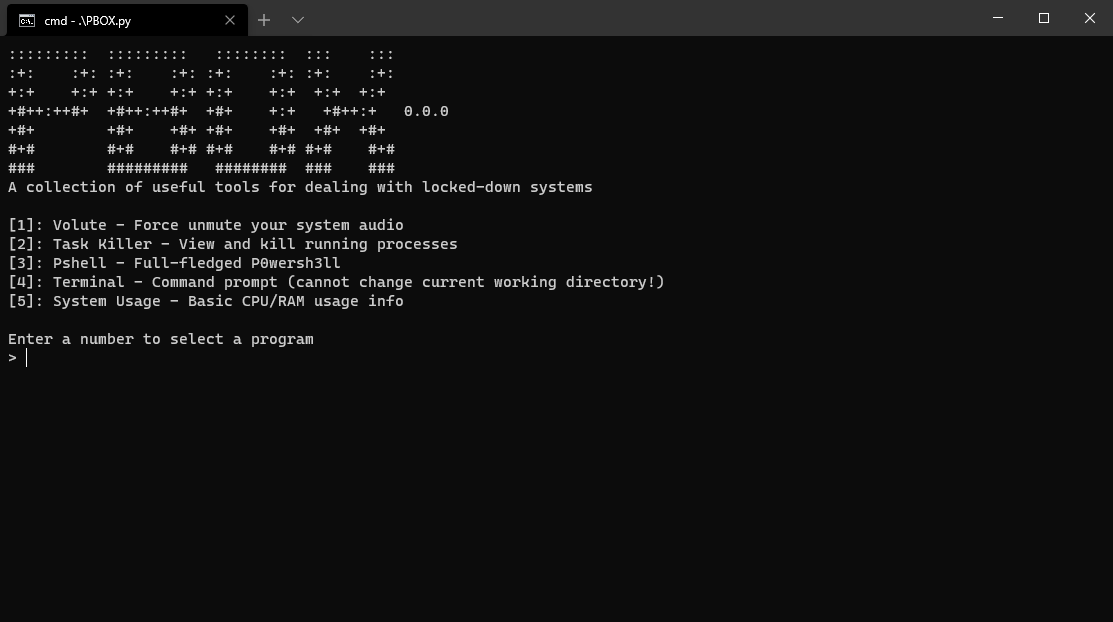 cmd - .\PBOX.py
:::::::::  :::::::::   ::::::::  :::    :::
:+:    :+: :+:    :+: :+:    :+: :+:    :+:
+:+    +:+ +:+    +:+ +:+    +:+  +:+  +:+
+#++:++#+  +#++:++#+  +#+    +:+   +#++:+   0.0.0
+#+        +#+    +#+ +#+    +#+  +#+  +#+
#+#        #+#    #+# #+#    #+# #+#    #+#
###        #########   ########  ###    ###
A collection of useful tools for dealing with locked-down systems
[1]: Volute - Force unmute your system audio
[2]: Task Killer - View and kill running processes
[3]: Pshell - Full-fledged P0wersh3ll
[4]: Terminal - Command prompt (cannot change current working directory!)
[5]: System Usage - Basic CPU/RAM usage info
Enter a number to select a program
>